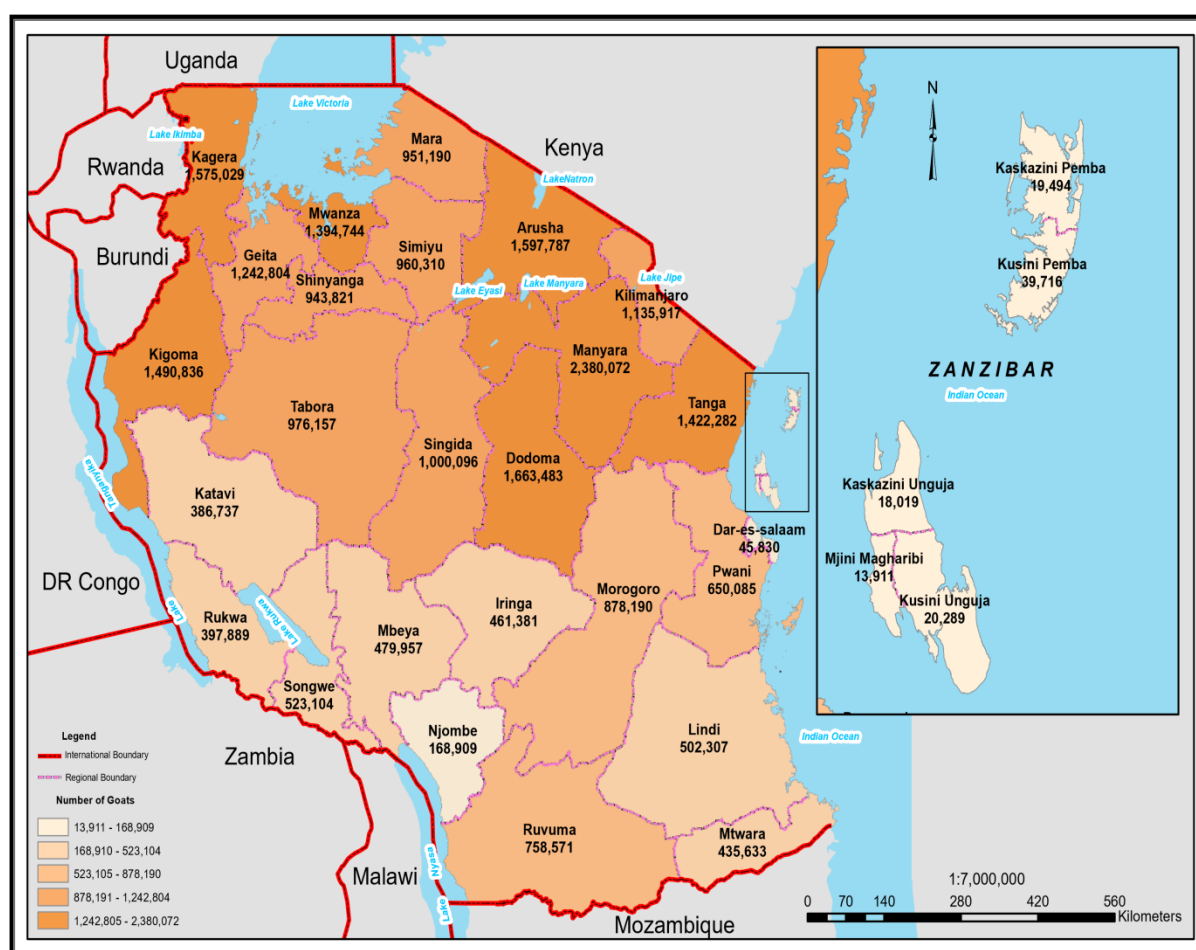 Uganda
Lake Victoria
Lake Ikimba
Rwanda
Burundi
Kagera
1,575,029
Mara
951,190
Kenya
LakeNatron
Mwanza
1,394,744
Arusha
1,597,787
Geita
1,242,804
Simiyu
960,310
Shinyanga
943,821
Lake Eyasi
Lake Manyara
Lake Jipe
Kilimanjaro
1,135,917
Kigoma
1,490,836
Manyara
2,380,072
Tabora
976,157
Singida
1,000,096
Dodoma
1,663,483
Tanga
1,422,282
Katavi
386,737
Lake Tanganyika
DR Congo
Rukwa
397,889
Lake Rukwa
Mbeya
479,957
Iringa
461,381
Morogoro
878,190
Dar-es-salaam
45,830
Pwani
650,085
Songwe
523,104
Njombe
168,909
Lindi
502,307
Indian Ocean
Zambia
Ruvuma
758,571
Mtwara
435,633
Malawi
Lake Nyasa
Mozambique
N
Kaskazini Pemba
19,494
Kusini Pemba
39,716
ZANZIBAR
Indian Ocean
Kaskazini Unguja
18,019
Mjini Magharibi
13,911
Kusini Unguja
20,289
Legend
International Boundary
Regional Boundary
Number of Goats
13,911 - 168,909
168,910 - 523,104
523,105 - 878,190
878,191 - 1,242,804
1,242,805 - 2,380,072
1:7,000,000
0 70 140 280 420 560
Kilometers